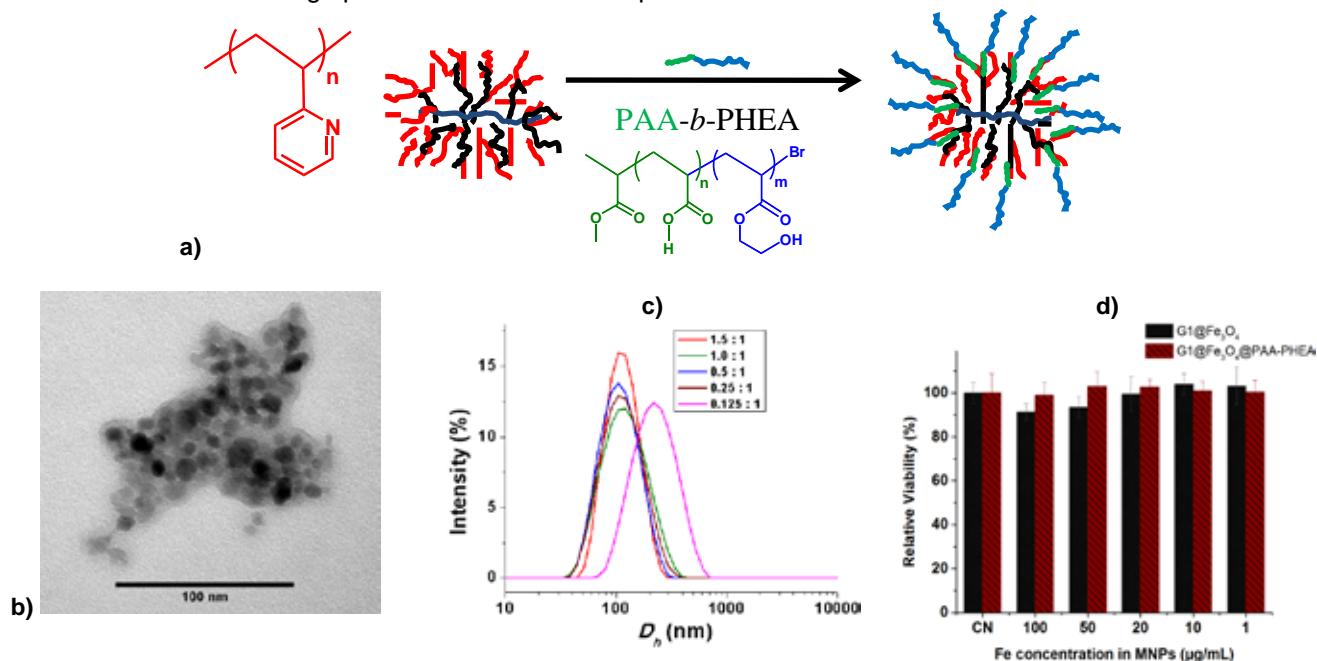 n
N
PAA-b-PHEA
Br
n
m
O
O
O
O
O
O
H
OH
a)
100 nm
b)
c)
1.5 : 1
1.0 : 1
0.5 : 1
0.25 : 1
0.125 : 1
15
10
5
0
Intensity (%)
10
100
1000
10000
Dh (nm)
d)
G1@Fe3O4
G1@Fe3O4@PAA-PHEA
120
100
80
60
40
20
0
Relative Viability (%)
CN
100
50
20
10
1
Fe concentration in MNPs (µg/mL)